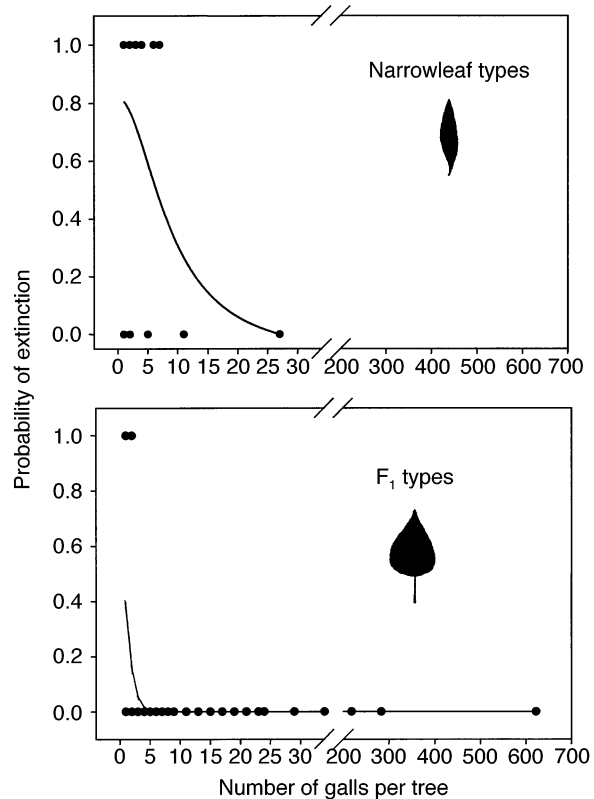 1.0
Narrowleaf types
0.8
0.6
0.4
0.2
0.0
0 5 10 15 20 25 30 200 300 400 500 600 700
Probability of extinction
1.0
F1 types
0.8
0.6
0.4
0.2
0.0
0 5 10 15 20 25 30 200 300 400 500 600 700
Number of galls per tree